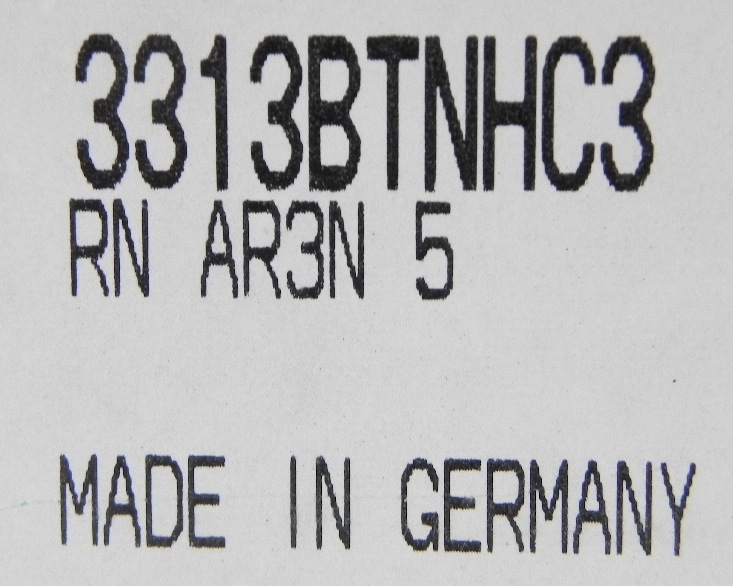 3313BTNHC3
RN AR3N 5
MADE IN GERMANY